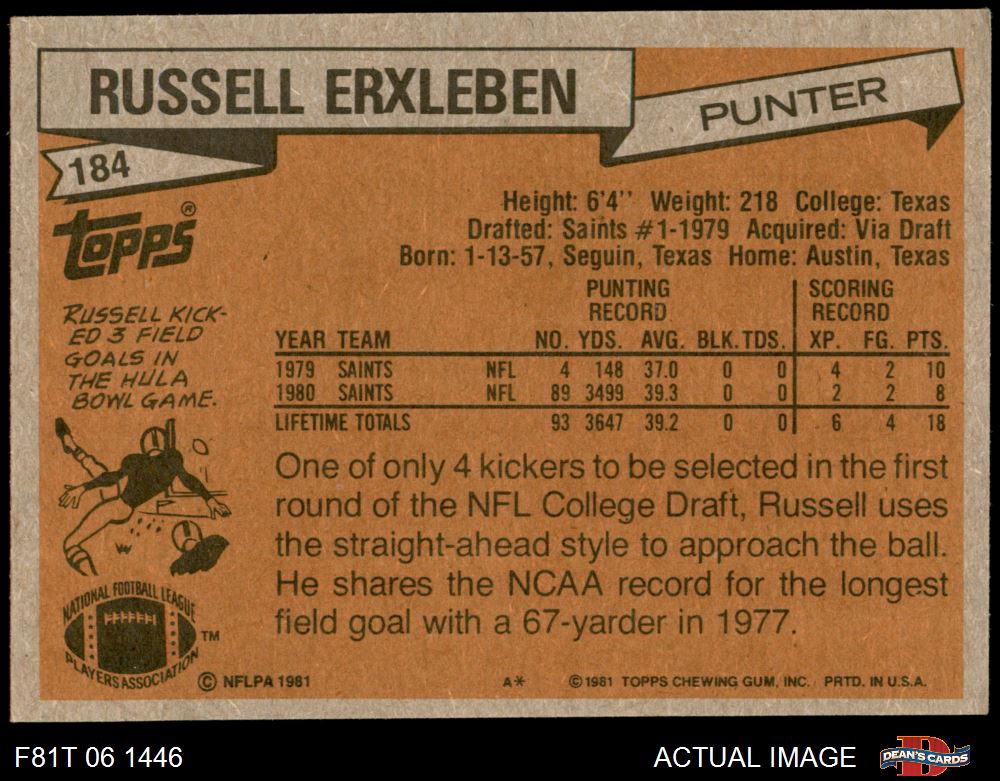 RUSSELL ERXLEBEN
PUNTER
184
TOPPS®
Height: 6'4'' Weight: 218 College: Texas
Drafted: Saints #1-1979 Acquired: Via Draft
Born: 1-13-57, Seguin, Texas Home: Austin, Texas
RUSSELL KICK-
ED 3 FIELD
GOALS IN
THE HULA
BOWL GAME.
PUNTING SCORING
RECORD RECORD
YEAR TEAM NO. YDS. AVG. BLK. TDS. XP. FG. PTS.
1979 SAINTS NFL 4 148 37.0 0 0 4 2 10
1980 SAINTS NFL 89 3499 39.3 0 0 2 2 8
LIFETIME TOTALS 93 3647 39.2 0 0 6 4 18
One of only 4 kickers to be selected in the first
round of the NFL College Draft, Russell uses
the straight-ahead style to approach the ball.
He shares the NCAA record for the longest
field goal with a 67-yarder in 1977.
NATIONAL FOOTBALL LEAGUE
PLAYERS ASSOCIATION
TM
© NFLPA 1981
A*
© 1981 TOPPS CHEWING GUM, INC. PRTD. IN U.S.A.
F81T 06 1446
ACTUAL IMAGE
D
DEAN'S CARDS